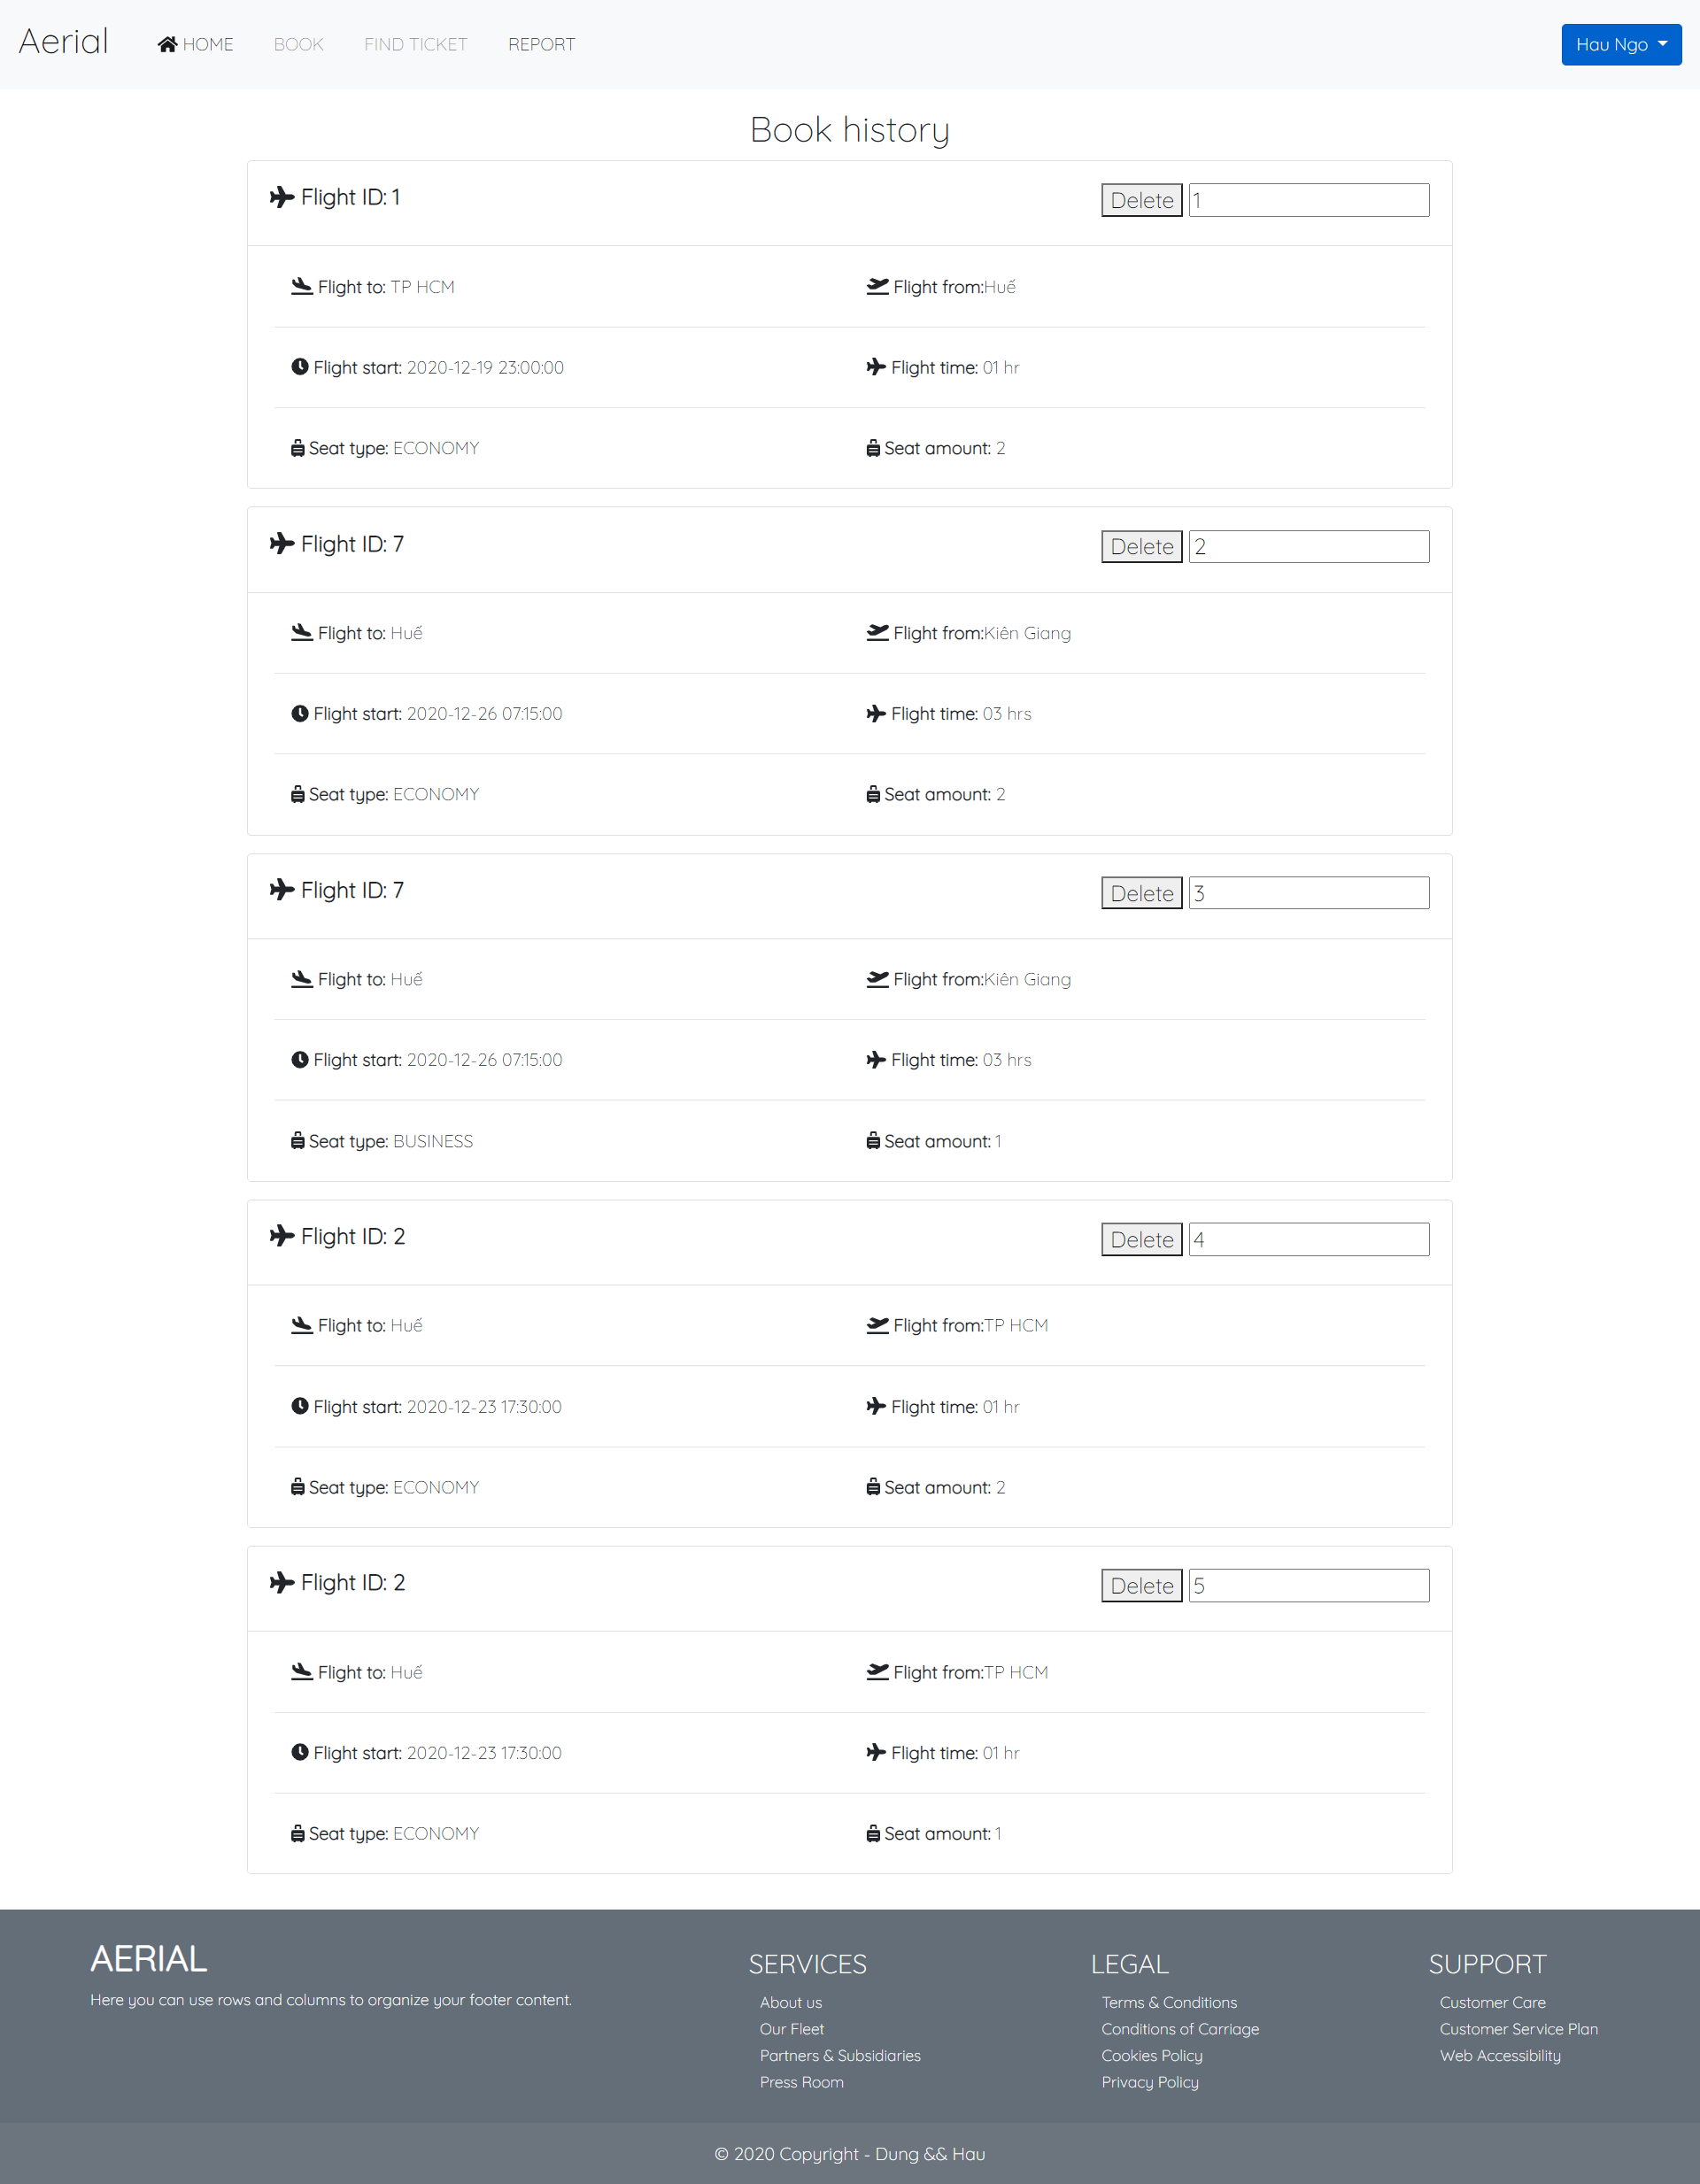 Aerial HOME BOOK FIND TICKET REPORT Hau Ngo
Book history
Flight ID: 1 Delete 1
Flight to: TP HCM Flight from:Huế
Flight start: 2020-12-19 23:00:00 Flight time: 01 hr
Seat type: ECONOMY Seat amount: 2
Flight ID: 7 Delete 2
Flight to: Huế Flight from:Kiên Giang
Flight start: 2020-12-26 07:15:00 Flight time: 03 hrs
Seat type: ECONOMY Seat amount: 2
Flight ID: 7 Delete 3
Flight to: Huế Flight from:Kiên Giang
Flight start: 2020-12-26 07:15:00 Flight time: 03 hrs
Seat type: BUSINESS Seat amount: 1
Flight ID: 2 Delete 4
Flight to: Huế Flight from:TP HCM
Flight start: 2020-12-23 17:30:00 Flight time: 01 hr
Seat type: ECONOMY Seat amount: 2
Flight ID: 2 Delete 5
Flight to: Huế Flight from:TP HCM
Flight start: 2020-12-23 17:30:00 Flight time: 01 hr
Seat type: ECONOMY Seat amount: 1
AERIAL
Here you can use rows and columns to organize your footer content.
SERVICES
About us
Our Fleet
Partners & Subsidiaries
Press Room
LEGAL
Terms & Conditions
Conditions of Carriage
Cookies Policy
Privacy Policy
SUPPORT
Customer Care
Customer Service Plan
Web Accessibility
© 2020 Copyright - Dung && Hau